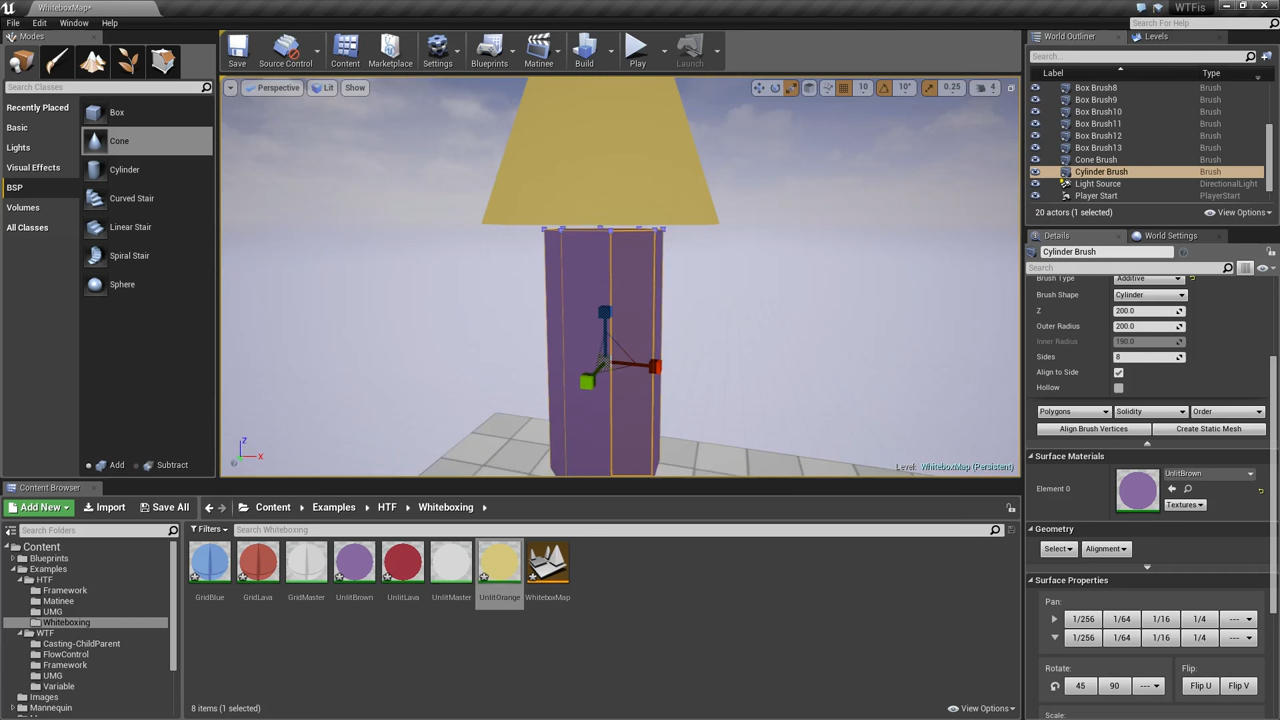 WhiteboxMap*
WTFis
File Edit Window Help
Search For Help
Modes
Search Classes
Recently Placed
Basic
Lights
Visual Effects
BSP
Volumes
All Classes
Box
Cone
Cylinder
Curved Stair
Linear Stair
Spiral Stair
Sphere
Add Subtract
Save Source Control Content Marketplace Settings Blueprints Matinee Build Play Launch
Perspective Lit Show
10 10° 0.25 4
Z
X
Level: WhiteboxMap (Persistent)
World Outliner Levels
Search...
Label Type
Box Brush8 Brush
Box Brush9 Brush
Box Brush10 Brush
Box Brush11 Brush
Box Brush12 Brush
Box Brush13 Brush
Cone Brush Brush
Cylinder Brush Brush
Light Source DirectionalLight
Player Start PlayerStart
20 actors (1 selected) View Options
Details World Settings
Cylinder Brush
Search
Brush Type Additive
Brush Shape Cylinder
Z 200.0
Outer Radius 200.0
Inner Radius 190.0
Sides 8
Align to Side
Hollow
Polygons Solidity Order
Align Brush Vertices Create Static Mesh
Surface Materials
Element 0 UnlitBrown
Textures
Geometry
Select Alignment
Surface Properties
Pan:
1/256 1/64 1/16 1/4 ---
1/256 1/64 1/16 1/4 ---
Rotate: Flip:
45 90 --- Flip U Flip V
Scale:
Content Browser
Add New Import Save All Content Examples HTF Whiteboxing
Search Folders
Filters Search Whiteboxing
Content
Blueprints
Examples
HTF
Framework
Matinee
UMG
Whiteboxing
WTF
Casting-ChildParent
FlowControl
Framework
UMG
Variable
Images
Mannequin
GridBlue GridLava GridMaster UnlitBrown UnlitLava UnlitMaster UnlitOrange WhiteboxMap
8 items (1 selected) View Options